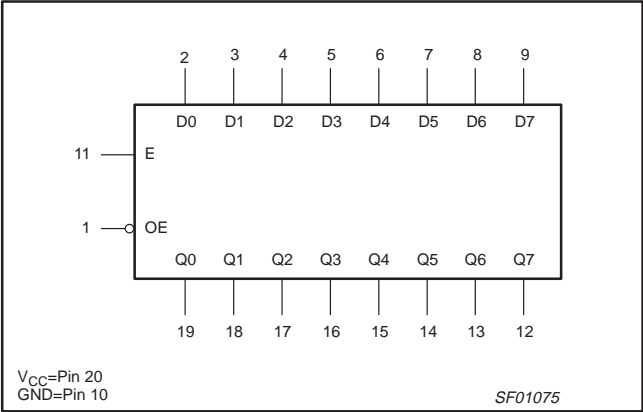 2 3 4 5 6 7 8 9
D0 D1 D2 D3 D4 D5 D6 D7
11 E
1 OE
Q0 Q1 Q2 Q3 Q4 Q5 Q6 Q7
19 18 17 16 15 14 13 12
VCC=Pin 20
GND=Pin 10
SF01075